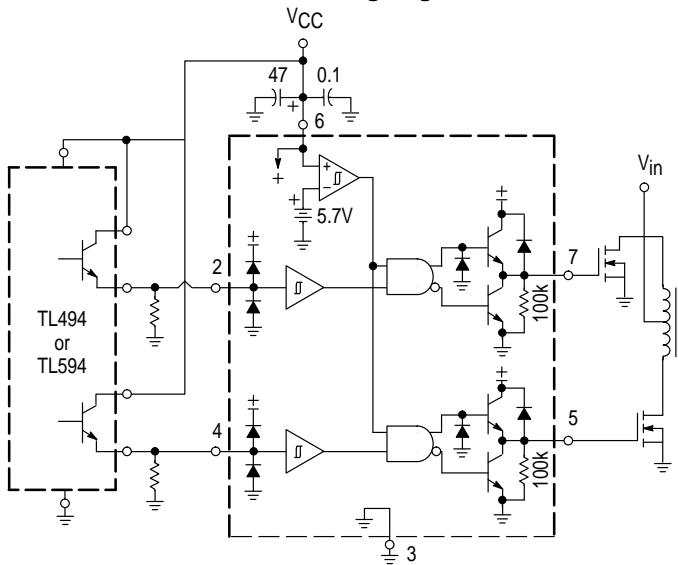 VCC
47
0.1
+
6
+
+
−
+
5.7V
Vin
+
+
7
2
100k
TL494
or
TL594
+
+
5
4
100k
3